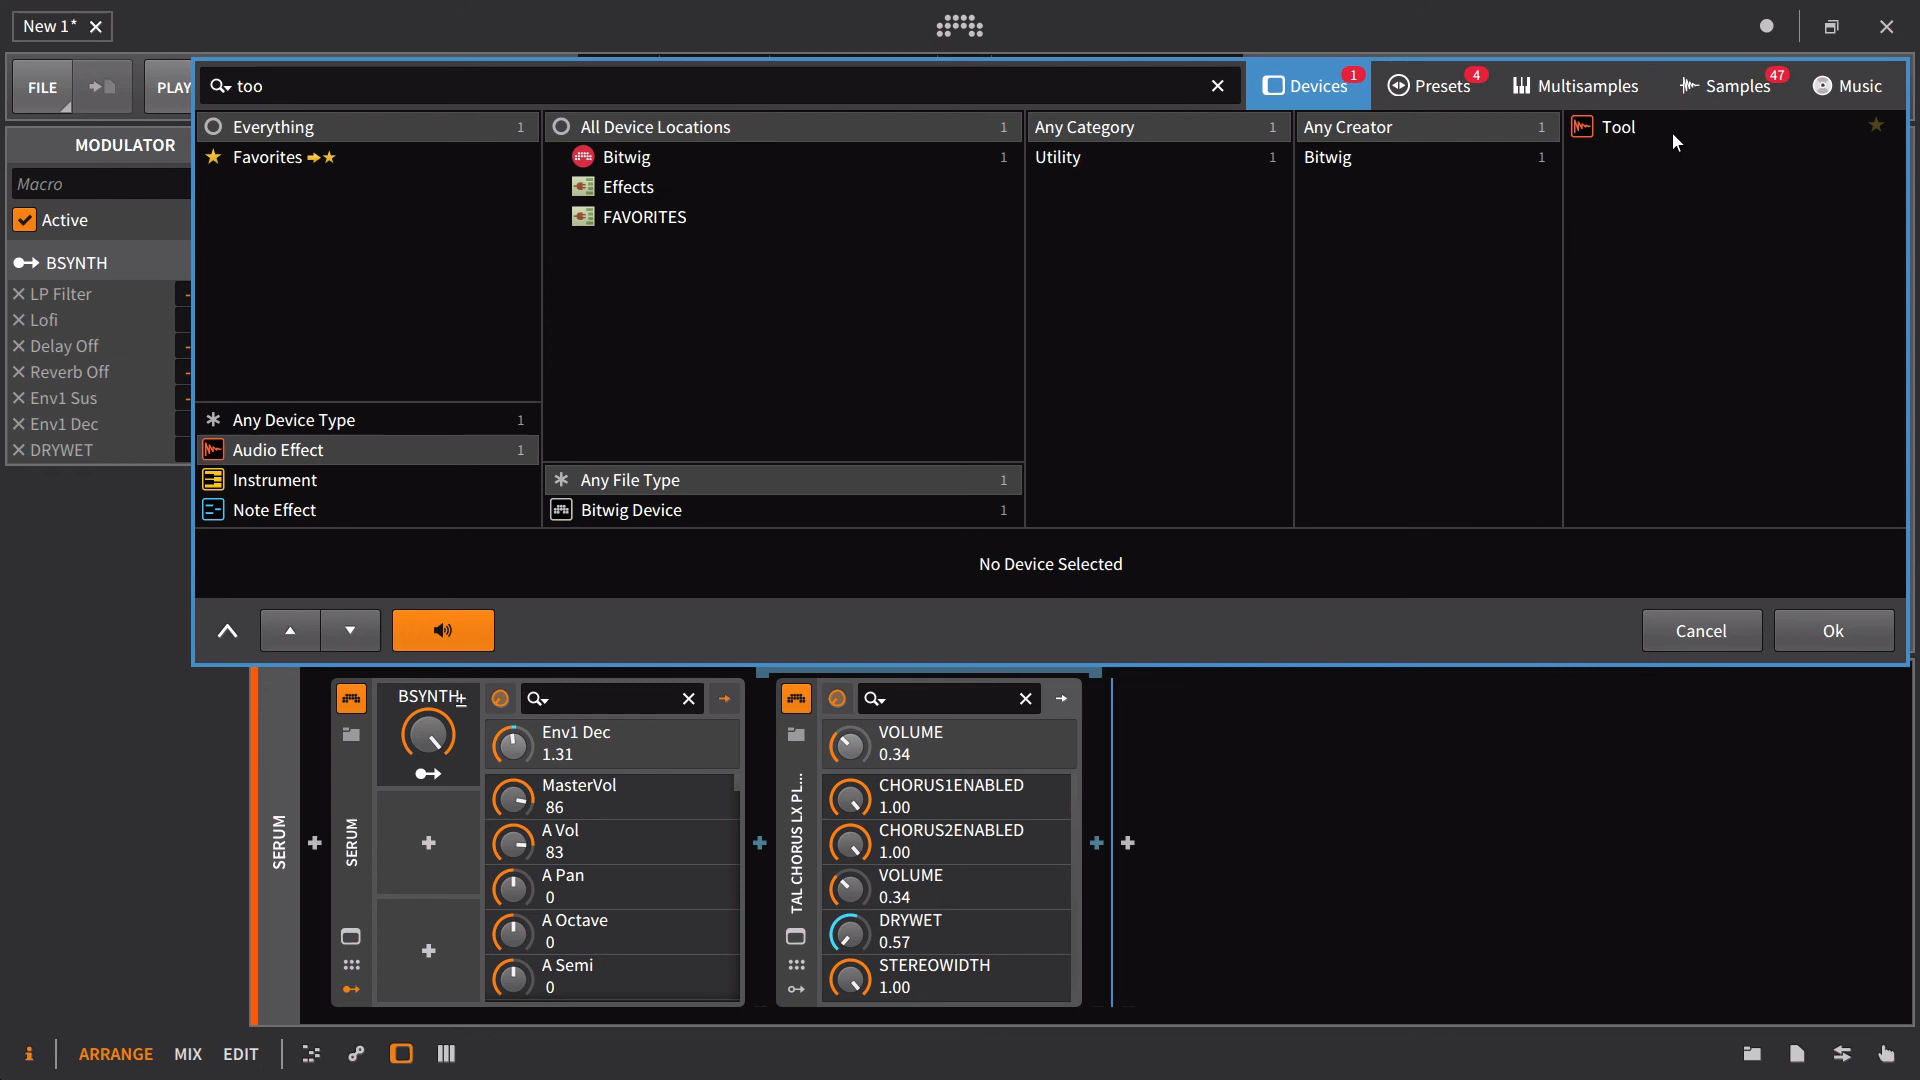 New 1*
FILE
PLAY
too
Devices 1
Presets 4
Multisamples
Samples 47
Music
MODULATOR
Macro
Active
BSYNTH
LP Filter
Lofi
Delay Off
Reverb Off
Env1 Sus
Env1 Dec
DRYWET
Everything 1
Favorites
Any Device Type 1
Audio Effect 1
Instrument
Note Effect
All Device Locations 1
Bitwig 1
Effects
FAVORITES
Any File Type 1
Bitwig Device 1
Any Category 1
Utility 1
Any Creator 1
Bitwig 1
Tool
No Device Selected
Cancel
Ok
SERUM
SERUM
BSYNTH
Env1 Dec
1.31
MasterVol
86
A Vol
83
A Pan
0
A Octave
0
A Semi
0
TAL CHORUS LX PL...
VOLUME
0.34
CHORUS1ENABLED
1.00
CHORUS2ENABLED
1.00
VOLUME
0.34
DRYWET
0.57
STEREOWIDTH
1.00
i
ARRANGE
MIX
EDIT